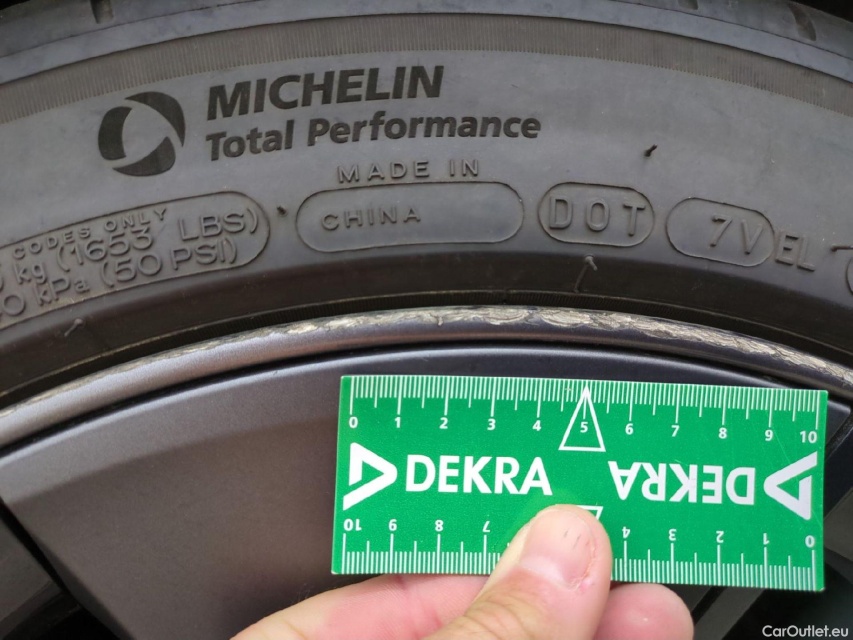 MICHELIN
Total Performance
MADE IN
CODES ONLY
kg (1653 LBS)
kPa (50 PSI)
CHINA
DOT
7V
EL
0 1 2 3 4 5 6 7 8 9 10
DEKRA
DEKRA
10 9 8 7 4 3 2 1 0
CarOutlet.eu